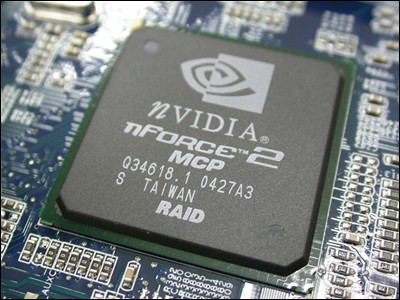 nVIDIA®
nFORCE™2
MCP
Q34618.1 0427A3
S TAIWAN
RAID